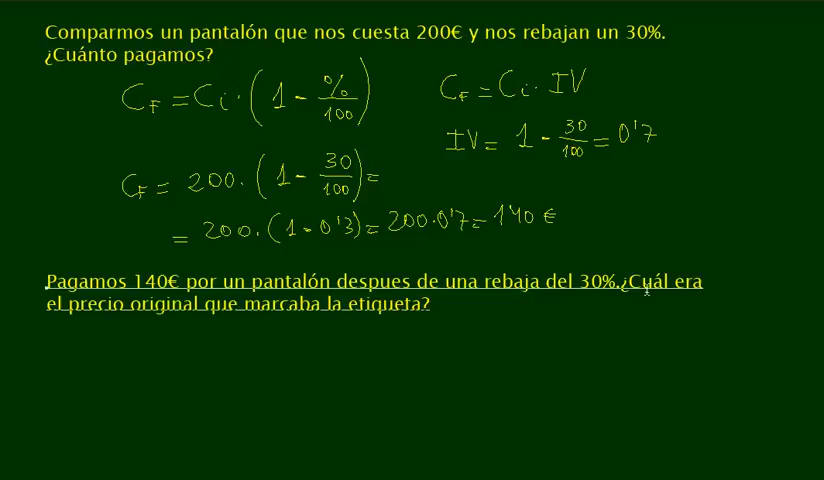 Comparmos un pantalón que nos cuesta 200€ y nos rebajan un 30%.
¿Cuánto pagamos?
C_F = C_i · (1 - %/100)
C_F = C_i · IV
IV = 1 - 30/100 = 0'7
C_F = 200 · (1 - 30/100) =
= 200 · (1 - 0'3) = 200 · 0'7 = 140 €
Pagamos 140€ por un pantalón despues de una rebaja del 30%.¿Cuál era
el precio original que marcaba la etiqueta?